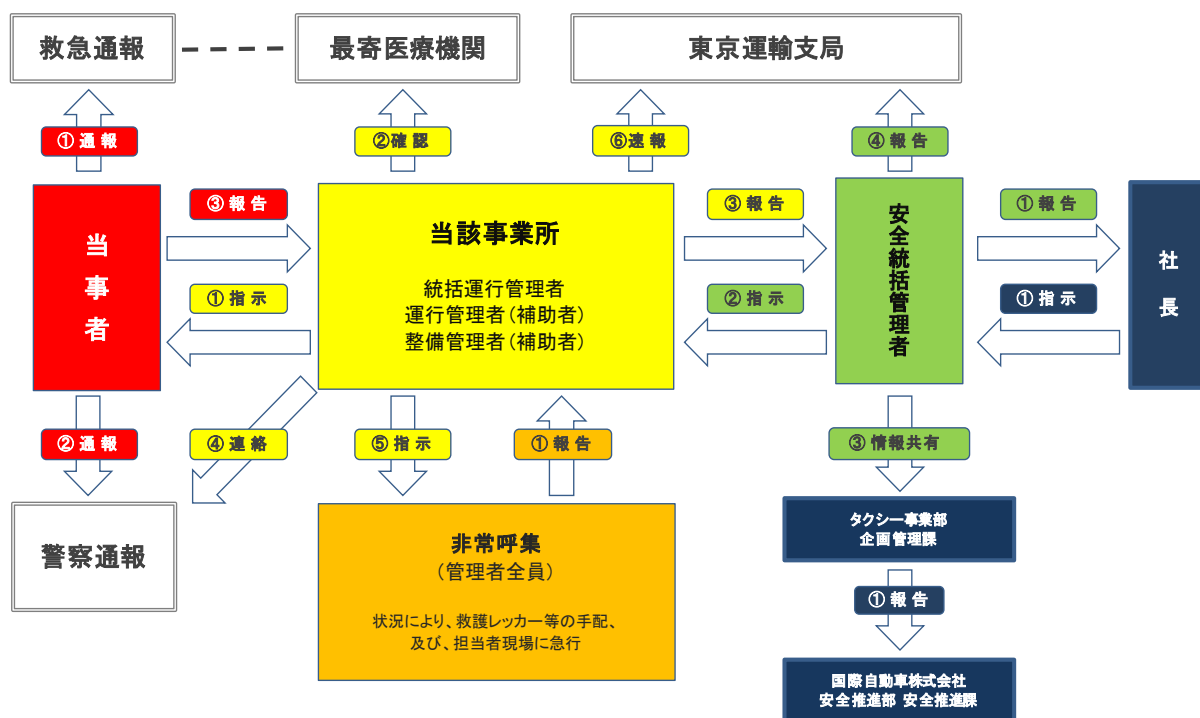 救急通報
最寄医療機関
東京運輸支局
①通報
②確認
⑥速報
④報告
当事者
③報告
①指示
当該事業所
統括運行管理者
運行管理者(補助者)
整備管理者(補助者)
③報告
②指示
安全統括管理者
①報告
①指示
社長
②通報
④連絡
⑤指示
①報告
③情報共有
警察通報
非常呼集
(管理者全員)
状況により、救護レッカー等の手配、
及び、担当者現場に急行
タクシー事業部
企画管理課
①報告
国際自動車株式会社
安全推進部 安全推進課